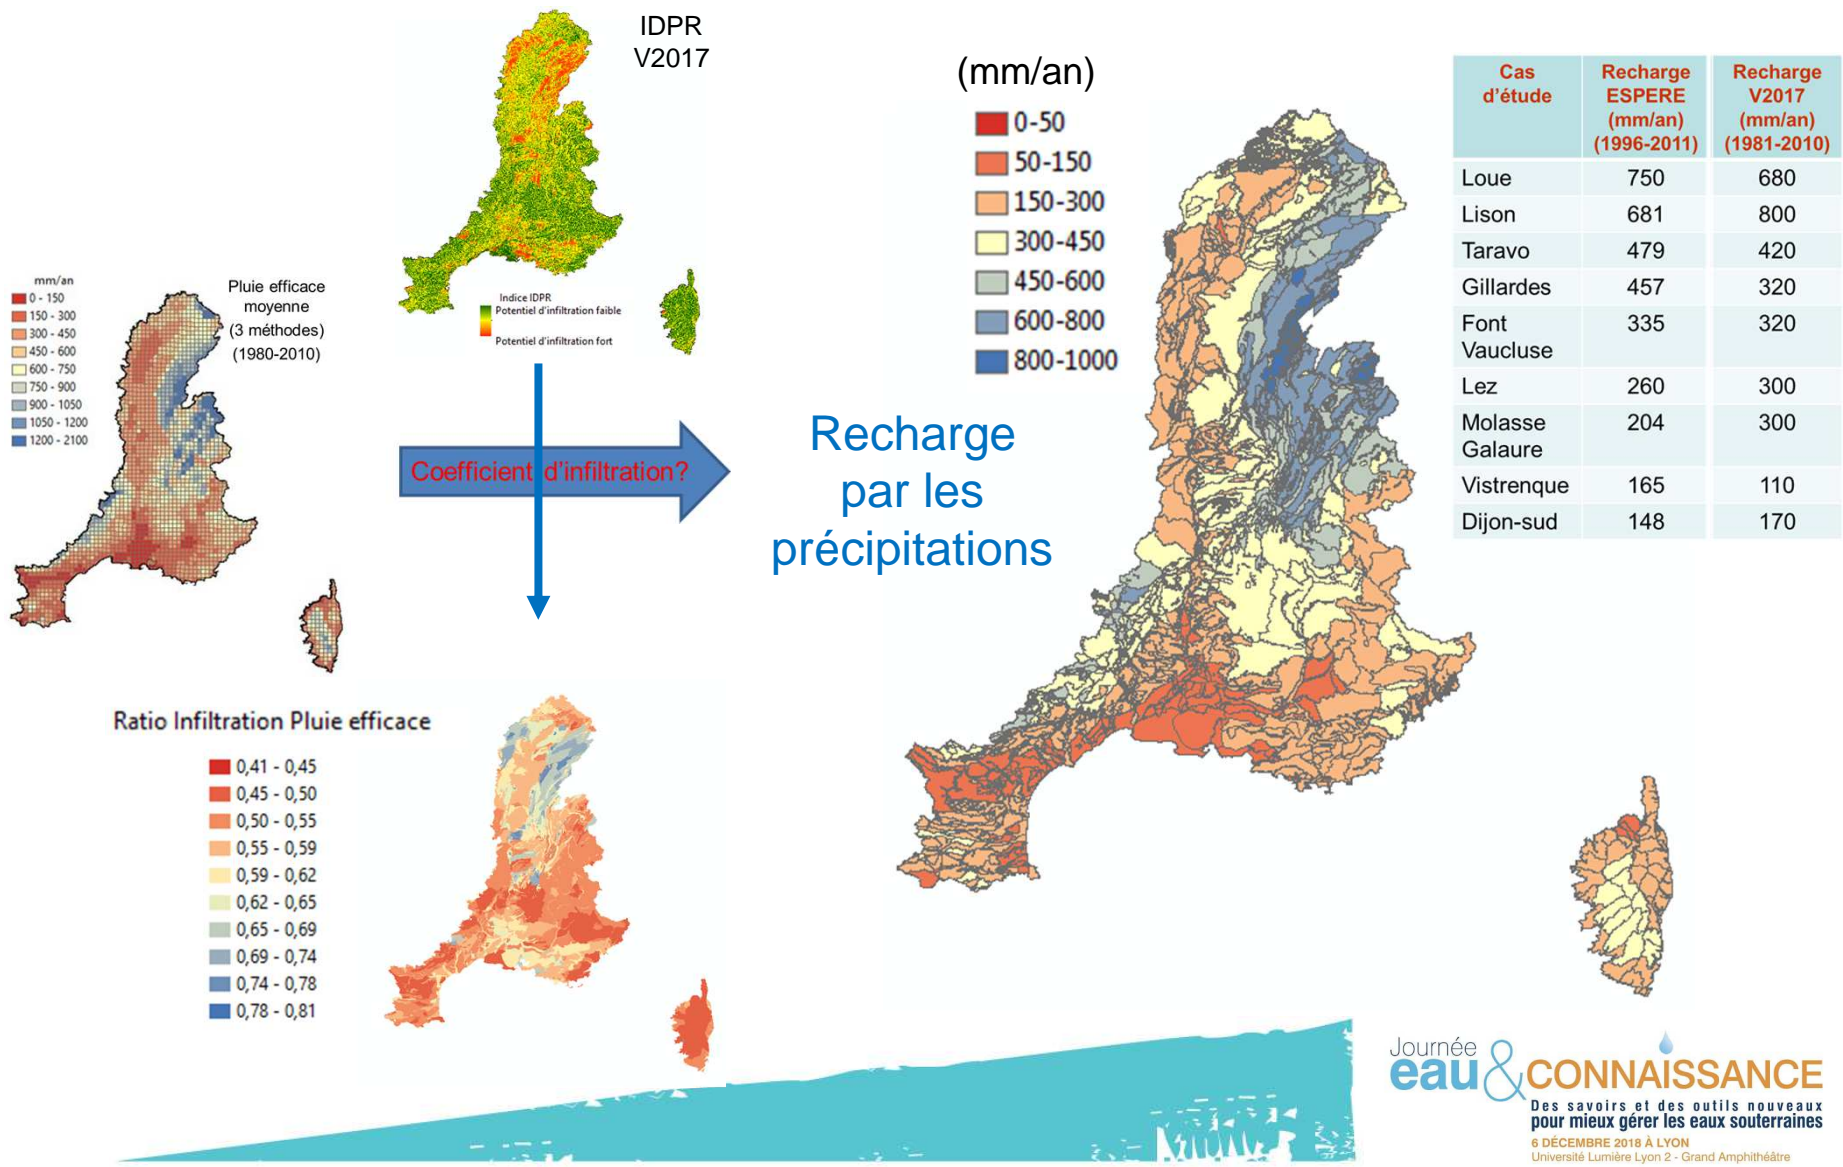 IDPR
V2017
Indice IDPR
Potentiel d'infiltration faible
Potentiel d'infiltration fort
mm/an
0 - 150
150 - 300
300 - 450
450 - 600
600 - 750
750 - 900
900 - 1050
1050 - 1200
1200 - 2100
Pluie efficace
moyenne
(3 méthodes)
(1980-2010)
Coefficient d'infiltration?
Recharge
par les
précipitations
Ratio Infiltration Pluie efficace
0,41 - 0,45
0,45 - 0,50
0,50 - 0,55
0,55 - 0,59
0,59 - 0,62
0,62 - 0,65
0,65 - 0,69
0,69 - 0,74
0,74 - 0,78
0,78 - 0,81
(mm/an)
0-50
50-150
150-300
300-450
450-600
600-800
800-1000
Cas d'étude Recharge ESPERE (mm/an) (1996-2011) Recharge V2017 (mm/an) (1981-2010)
Loue 750 680
Lison 681 800
Taravo 479 420
Gillardes 457 320
Font Vaucluse 335 320
Lez 260 300
Molasse Galaure 204 300
Vistrenque 165 110
Dijon-sud 148 170
Journée
eau & CONNAISSANCE
Des savoirs et des outils nouveaux
pour mieux gérer les eaux souterraines
6 DÉCEMBRE 2018 À LYON
Université Lumière Lyon 2 - Grand Amphithéâtre